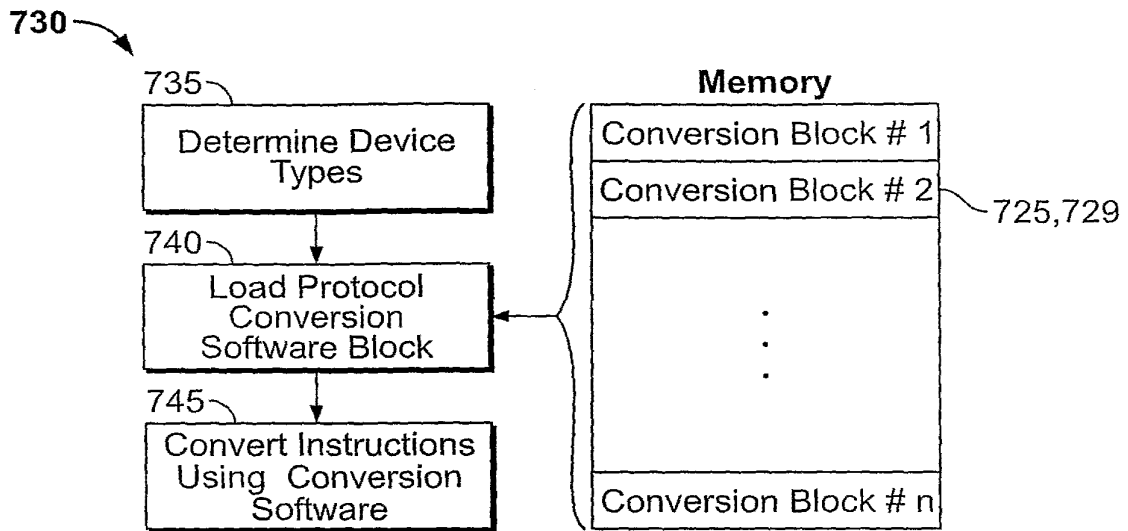 730
735
Determine Device
Types
740
Load Protocol
Conversion
Software Block
745
Convert Instructions
Using Conversion
Software
Memory
Conversion Block # 1
Conversion Block # 2
725,729
Conversion Block # n